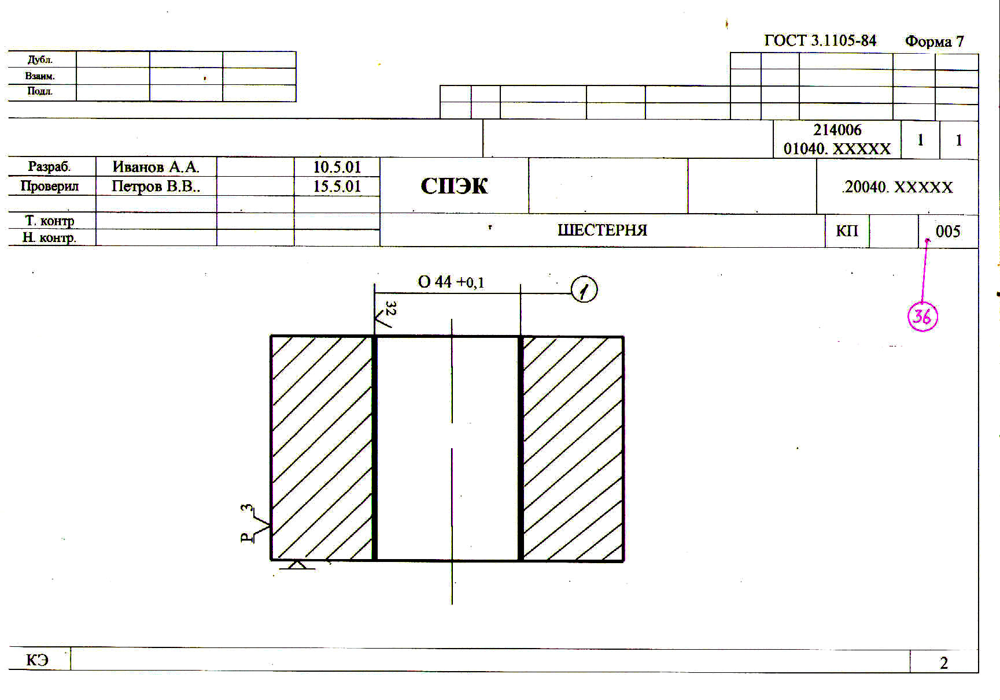 ГОСТ 3.1105-84 Форма 7
Дубл.
Взаим.
Подл.
214006
01040. ХХХХХ
1
1
Разраб. Иванов А.А. 10.5.01
Проверил Петров В.В.. 15.5.01
СПЭК
.20040. ХХХХХ
Т. контр
Н. контр.
ШЕСТЕРНЯ
КП
005
О 44 +0,1
1
32
36
3
Р
КЭ
2